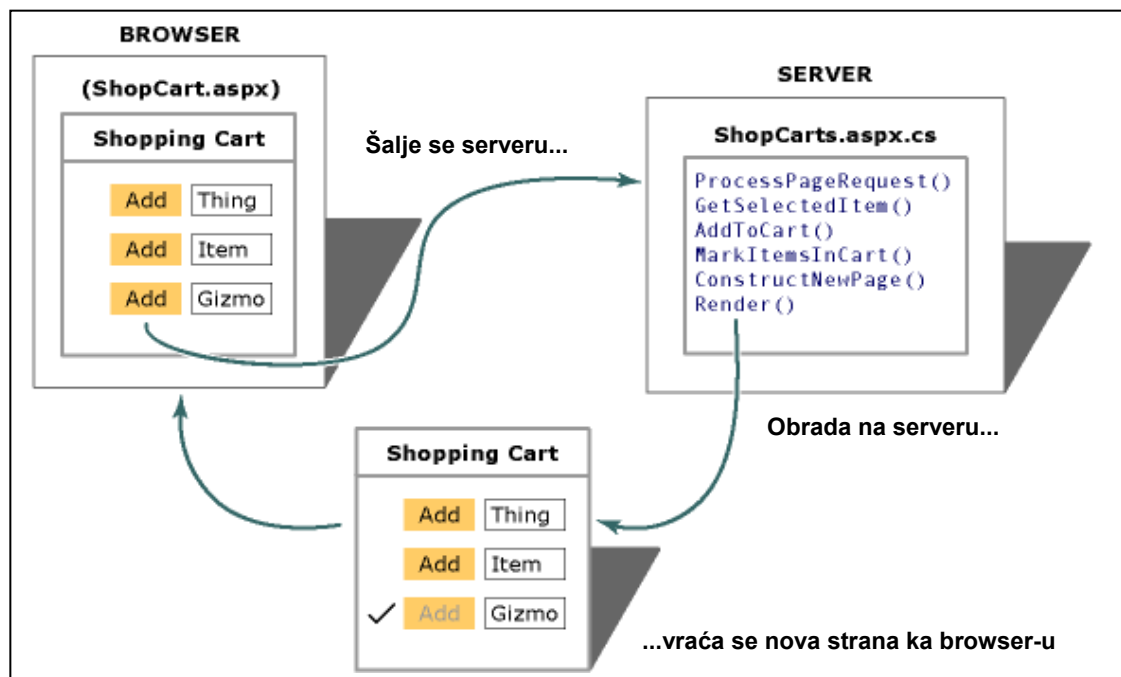 BROWSER
(ShopCart.aspx)
Shopping Cart
Add Thing
Add Item
Add Gizmo
Šalje se serveru...
SERVER
ShopCarts.aspx.cs
ProcessPageRequest()
GetSelectedItem()
AddToCart()
MarkItemsInCart()
ConstructNewPage()
Render()
Obrada na serveru...
Shopping Cart
Add Thing
Add Item
Add Gizmo
...vraća se nova strana ka browser-u